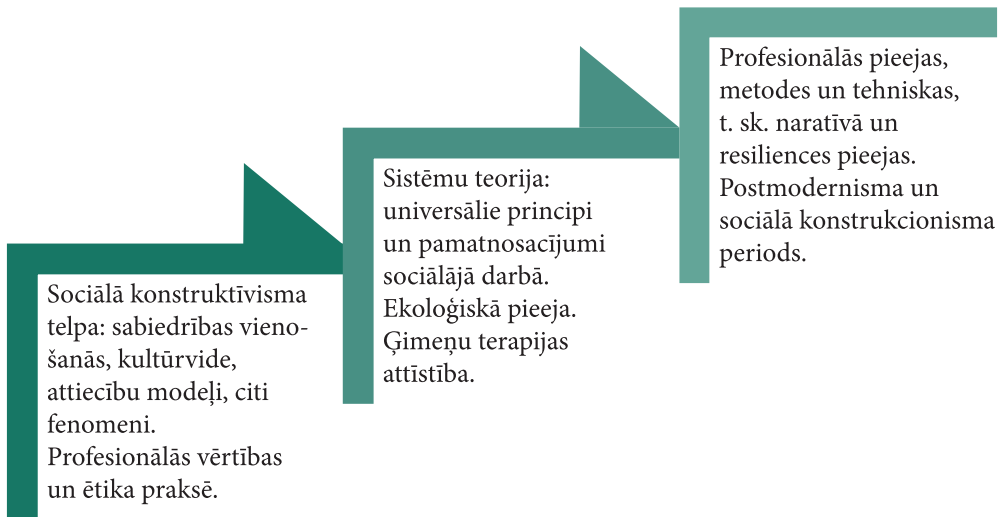 Sociālā konstruktīvisma
telpa: sabiedrības vieno-
šanās, kultūrvide,
attiecību modeļi, citi
fenomeni.
Profesionālās vērtības
un ētika praksē.
Sistēmu teorija:
universālie principi
un pamatnosacījumi
sociālajā darbā.
Ekoloģiskā pieeja.
Ģimeņu terapijas
attīstība.
Profesionālās pieejas,
metodes un tehniskas,
t. sk. naratīvā un
resiliences pieejas.
Postmodernisma un
sociālā konstrukcionisma
periods.